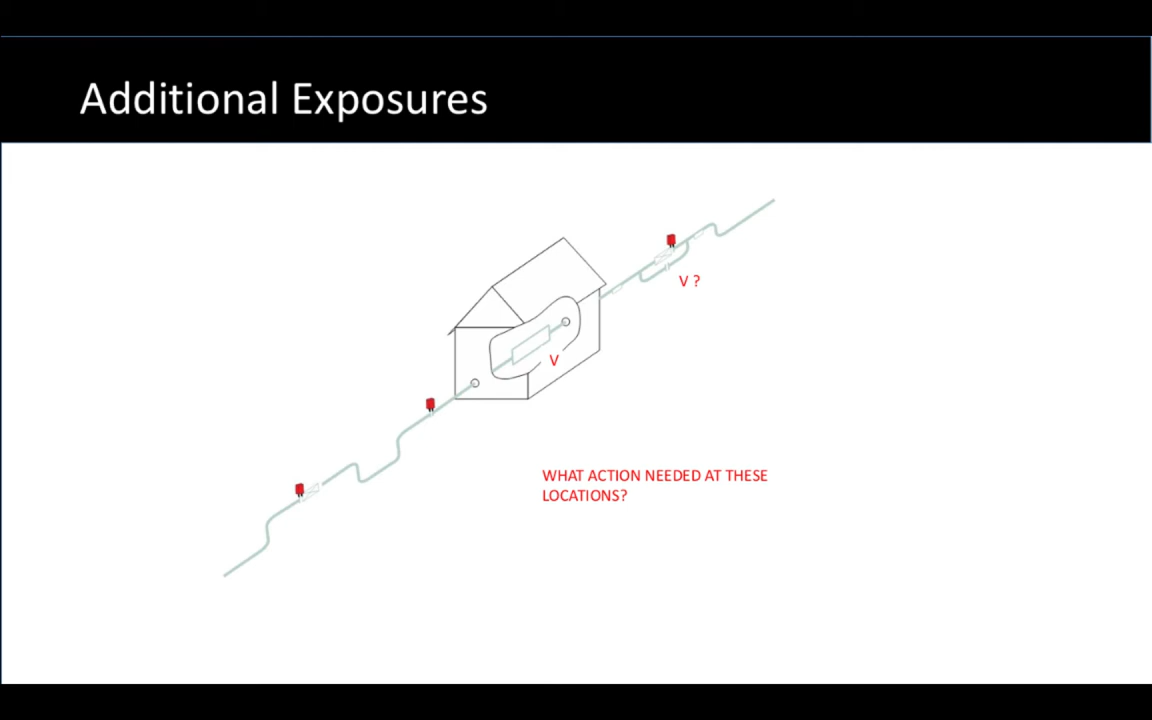 Additional Exposures
V ?
V
WHAT ACTION NEEDED AT THESE
LOCATIONS?